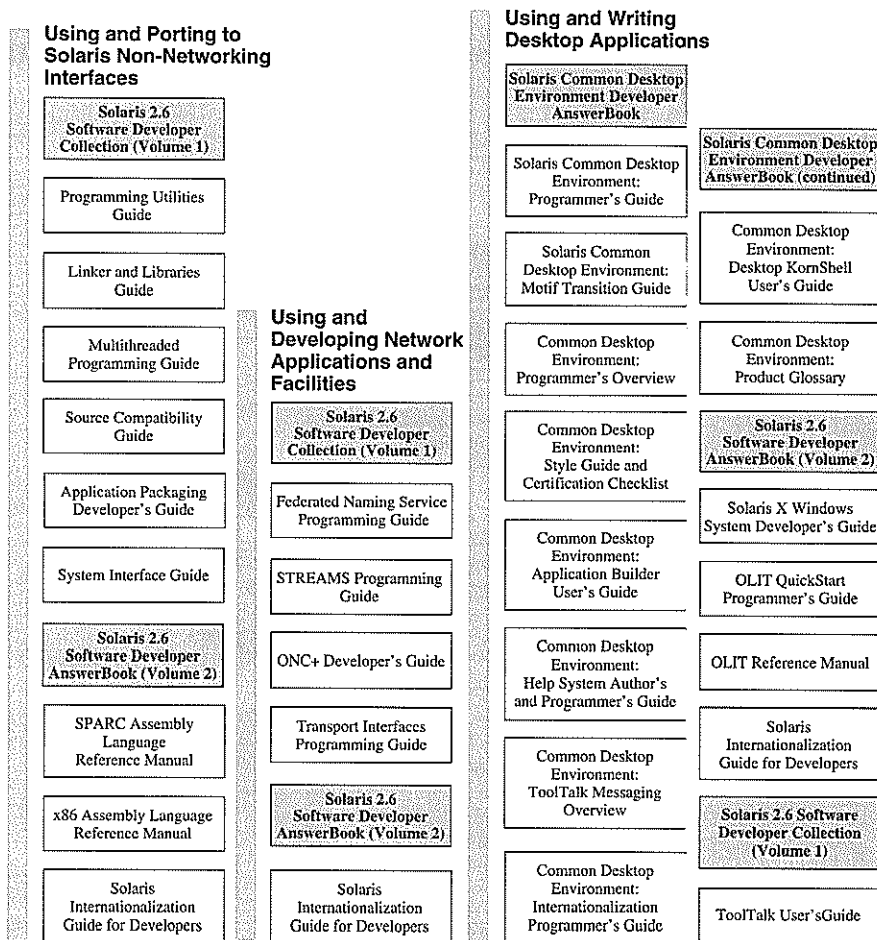 Using and Porting to
Solaris Non-Networking
Interfaces
Solaris 2.6
Software Developer
Collection (Volume 1)
Programming Utilities
Guide
Linker and Libraries
Guide
Multithreaded
Programming Guide
Source Compatibility
Guide
Application Packaging
Developer's Guide
System Interface Guide
Solaris 2.6
Software Developer
AnswerBook (Volume 2)
SPARC Assembly
Language
Reference Manual
x86 Assembly Language
Reference Manual
Solaris
Internationalization
Guide for Developers
Using and
Developing Network
Applications and
Facilities
Solaris 2.6
Software Developer
Collection (Volume 1)
Federated Naming Service
Programming Guide
STREAMS Programming
Guide
ONC+ Developer's Guide
Transport Interfaces
Programming Guide
Solaris 2.6
Software Developer
AnswerBook (Volume 2)
Solaris
Internationalization
Guide for Developers
Using and Writing
Desktop Applications
Solaris Common Desktop
Environment Developer
AnswerBook
Solaris Common Desktop
Environment:
Programmer's Guide
Solaris Common
Desktop Environment:
Motif Transition Guide
Common Desktop
Environment:
Programmer's Overview
Common Desktop
Environment:
Style Guide and
Certification Checklist
Common Desktop
Environment:
Application Builder
User's Guide
Common Desktop
Environment:
Help System Author's
and Programmer's Guide
Common Desktop
Environment:
ToolTalk Messaging
Overview
Common Desktop
Environment:
Internationalization
Programmer's Guide
Solaris Common Desktop
Environment Developer
AnswerBook (continued)
Common Desktop
Environment:
Desktop KornShell
User's Guide
Common Desktop
Environment:
Product Glossary
Solaris 2.6
Software Developer
AnswerBook (Volume 2)
Solaris X Windows
System Developer's Guide
OLIT QuickStart
Programmer's Guide
OLIT Reference Manual
Solaris
Internationalization
Guide for Developers
Solaris 2.6 Software
Developer Collection
(Volume 1)
ToolTalk User'sGuide